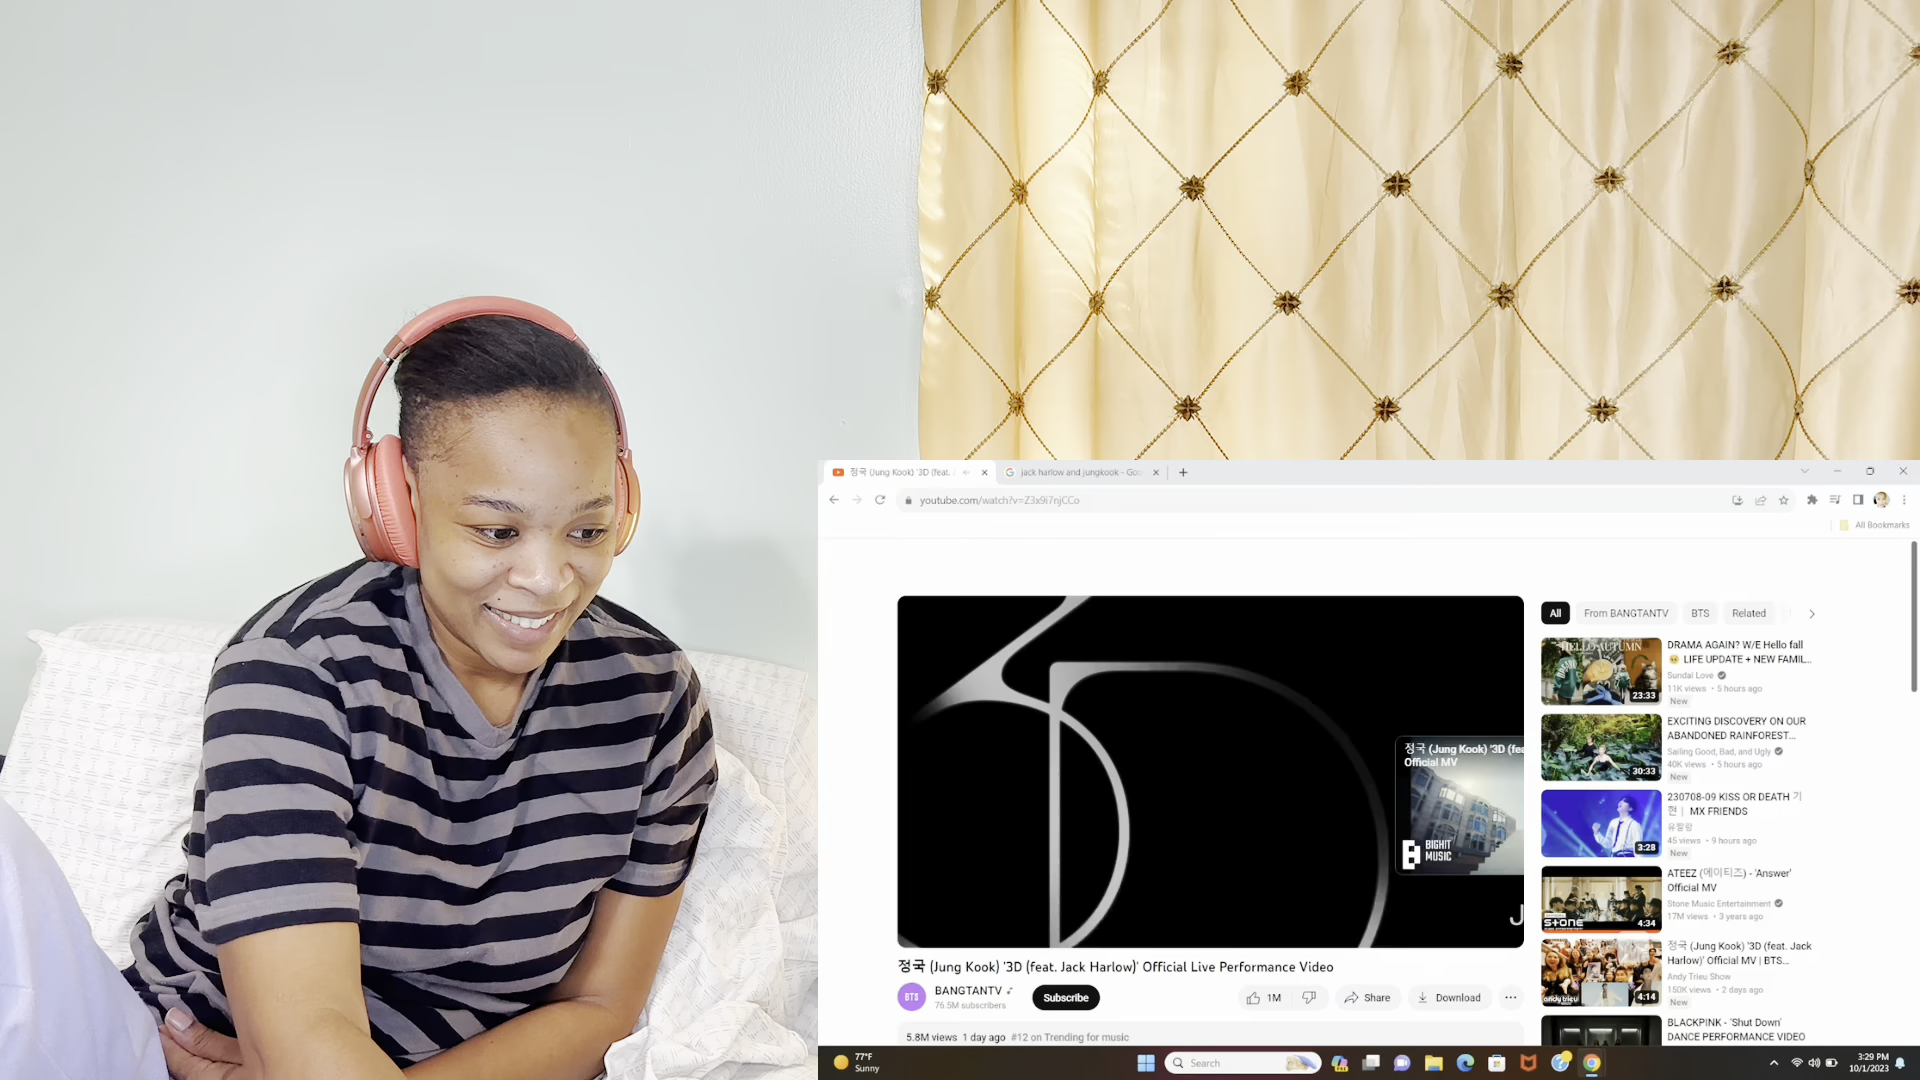 정국 (Jung Kook) '3D (feat.
jack harlow and jungkook - Goo
youtube.com/watch?v=Z3x9i7njCCo
All Bookmarks
All
From BANGTANTV
BTS
Related
정국 (Jung Kook) '3D (fea
Official MV
BIGHIT
MUSIC
J
정국 (Jung Kook) '3D (feat. Jack Harlow)' Official Live Performance Video
BTS
BANGTANTV
76.5M subscribers
Subscribe
1M
Share
Download
5.8M views 1 day ago #12 on Trending for music
HELLO AUTUMN
23:33
DRAMA AGAIN? W/E Hello fall
LIFE UPDATE + NEW FAMIL...
Sundai Love
11K views • 5 hours ago
New
30:33
EXCITING DISCOVERY ON OUR
ABANDONED RAINFOREST...
Sailing Good, Bad, and Ugly
40K views • 5 hours ago
New
3:28
230708-09 KISS OR DEATH 기
현 | MX FRIENDS
45 views • 9 hours ago
New
STONE
4:34
ATEEZ (에이티즈) - 'Answer'
Official MV
Stone Music Entertainment
17M views • 3 years ago
andy trieu
4:14
정국 (Jung Kook) '3D (feat. Jack
Harlow)' Official MV | BTS...
Andy Trieu Show
150K views • 2 days ago
New
BLACKPINK - 'Shut Down'
DANCE PERFORMANCE VIDEO
77°F
Sunny
Search
3:29 PM
10/1/2023